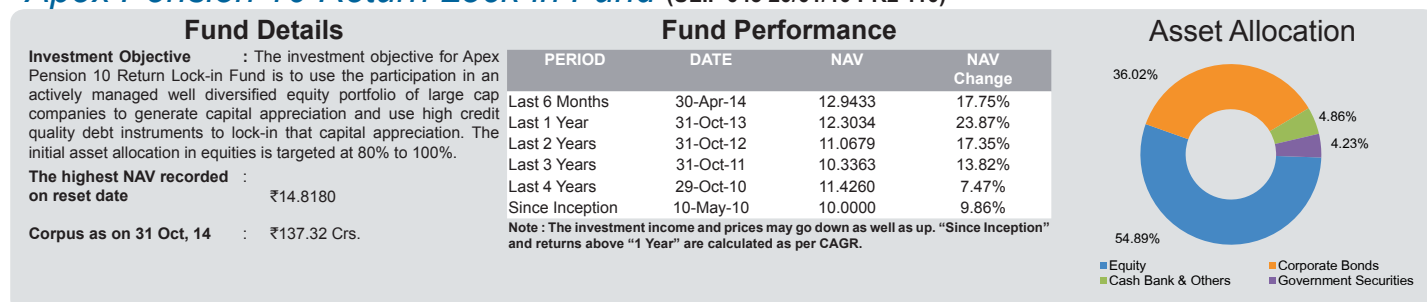 Fund Details
Investment Objective : The investment objective for Apex
Pension 10 Return Lock-in Fund is to use the participation in an
actively managed well diversified equity portfolio of large cap
companies to generate capital appreciation and use high credit
quality debt instruments to lock-in that capital appreciation. The
initial asset allocation in equities is targeted at 80% to 100%.
The highest NAV recorded :
on reset date ₹14.8180
Corpus as on 31 Oct, 14 : ₹137.32 Crs.
Fund Performance
PERIOD DATE NAV NAV
Change
Last 6 Months 30-Apr-14 12.9433 17.75%
Last 1 Year 31-Oct-13 12.3034 23.87%
Last 2 Years 31-Oct-12 11.0679 17.35%
Last 3 Years 31-Oct-11 10.3363 13.82%
Last 4 Years 29-Oct-10 11.4260 7.47%
Since Inception 10-May-10 10.0000 9.86%
Note : The investment income and prices may go down as well as up. “Since Inception”
and returns above “1 Year” are calculated as per CAGR.
Asset Allocation
36.02%
4.86%
4.23%
54.89%
Equity Corporate Bonds
Cash Bank & Others Government Securities